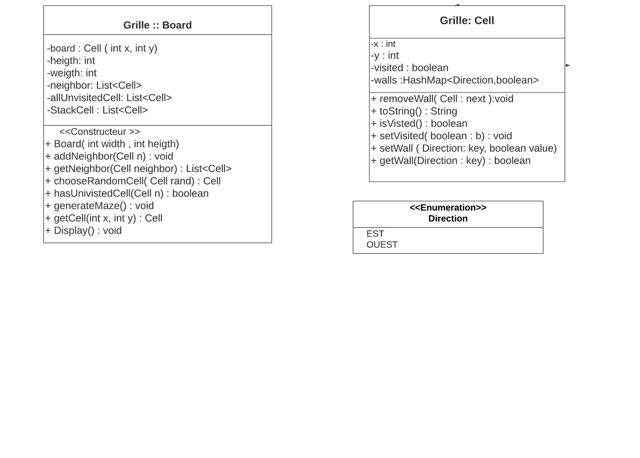 Grille :: Board
-board : Cell ( int x, int y)
-heigth: int
-weigth: int
-neighbor: List<Cell>
-allUnvisitedCell: List<Cell>
-StackCell : List<Cell>
<<Constructeur >>
+ Board( int width , int heigth)
+ addNeighbor(Cell n) : void
+ getNeighbor(Cell neighbor) : List<Cell>
+ chooseRandomCell( Cell rand) : Cell
+ hasUnivistedCell(Cell n) : boolean
+ generateMaze() : void
+ getCell(int x, int y) : Cell
+ Display() : void
Grille: Cell
-x : int
-y : int
-visited : boolean
-walls :HashMap<Direction,boolean>
+ removeWall( Cell : next ):void
+ toString() : String
+ isVisted() : boolean
+ setVisited( boolean : b) : void
+ setWall ( Direction: key, boolean value)
+ getWall(Direction : key) : boolean
<<Enumeration>>
Direction
EST
OUEST